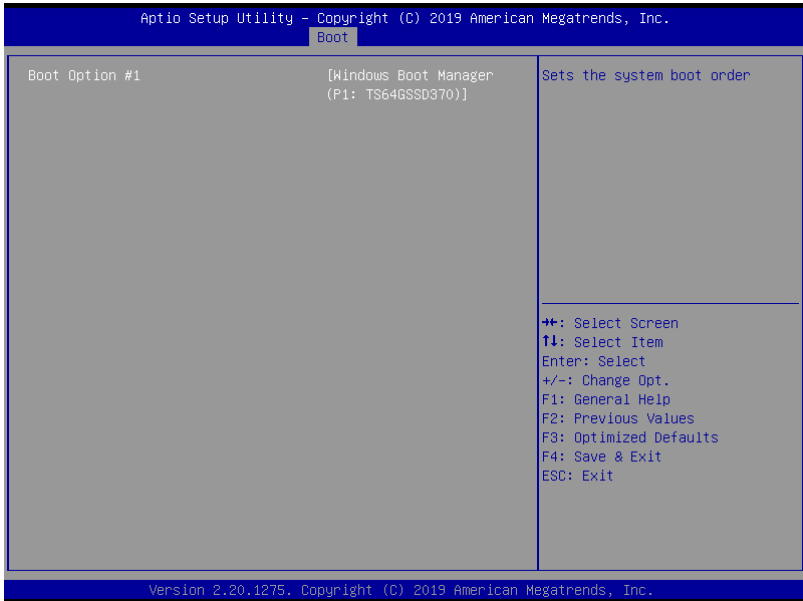 Aptio Setup Utility – Copyright (C) 2019 American Megatrends, Inc.
Boot
Boot Option #1 [Windows Boot Manager
(P1: TS64GSSD370)]
Sets the system boot order
→←: Select Screen
↑↓: Select Item
Enter: Select
+/-: Change Opt.
F1: General Help
F2: Previous Values
F3: Optimized Defaults
F4: Save & Exit
ESC: Exit
Version 2.20.1275. Copyright (C) 2019 American Megatrends, Inc.